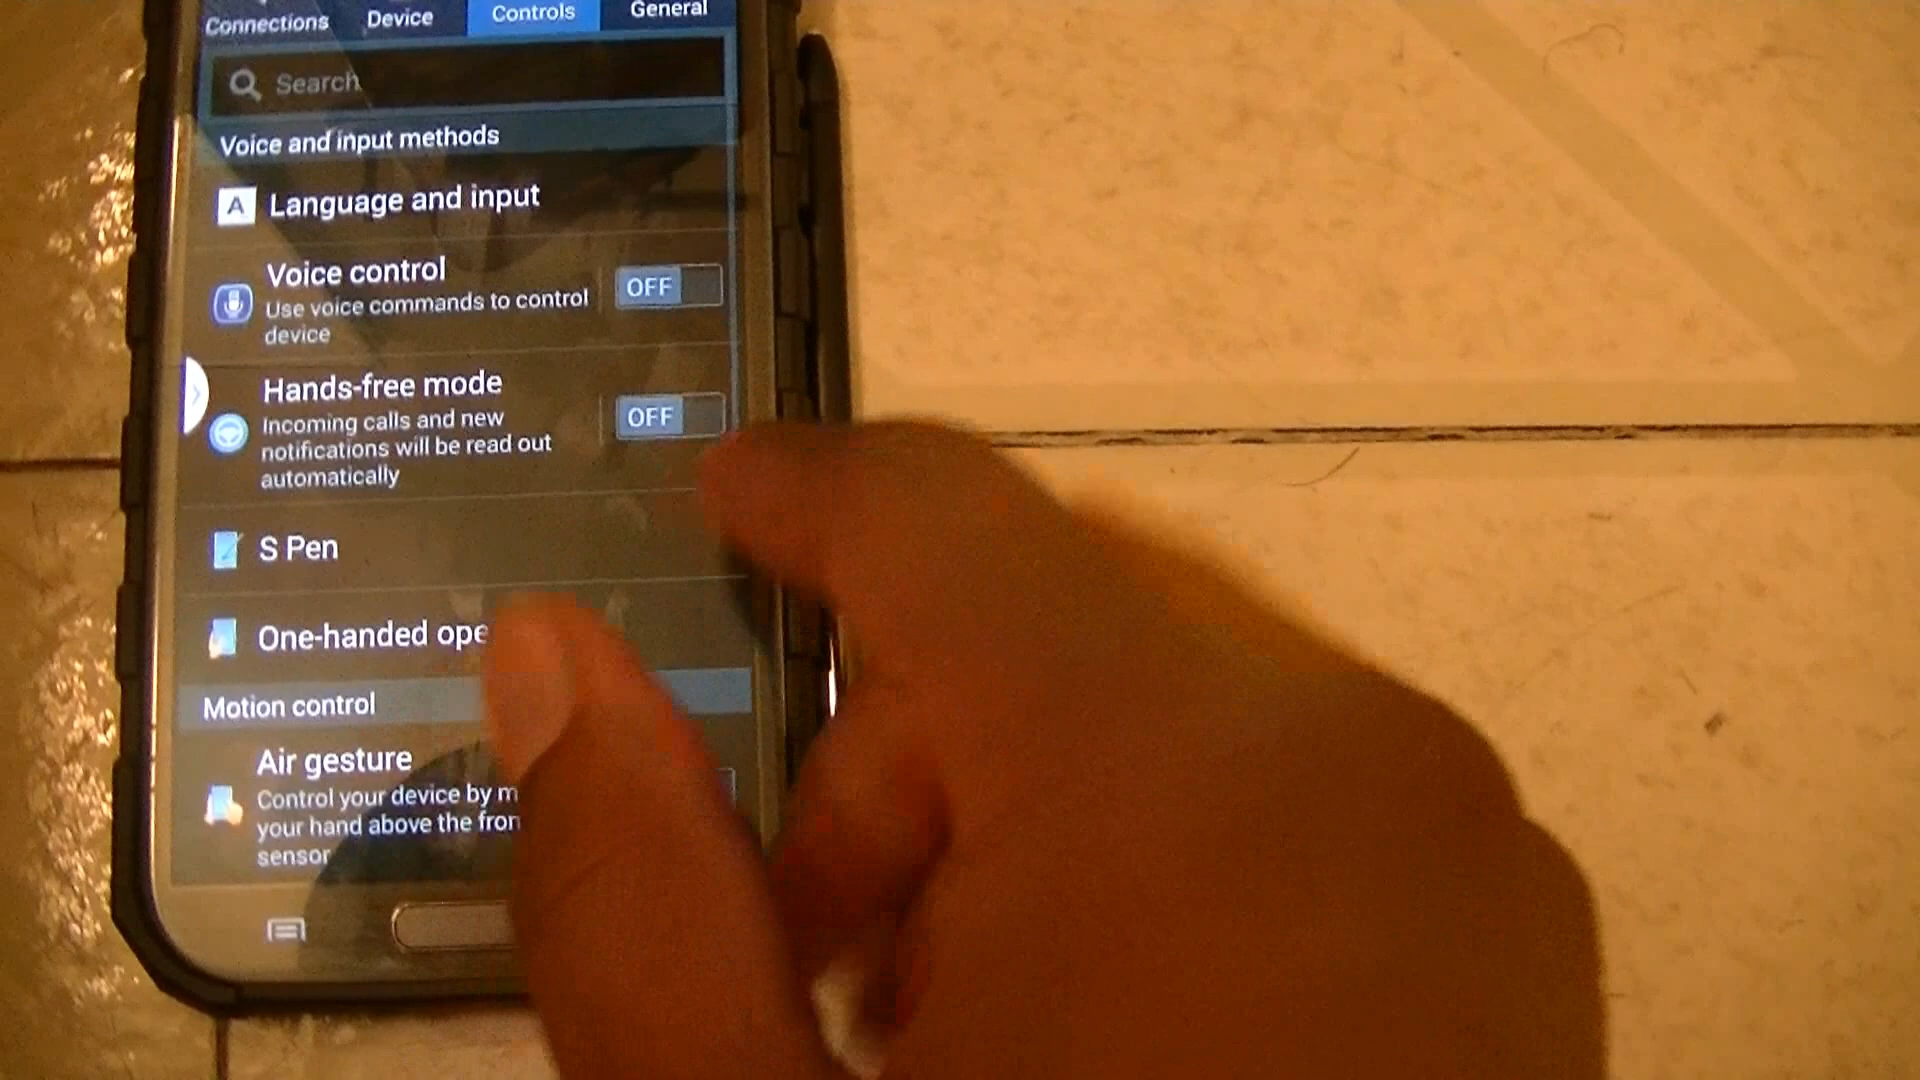 Connections Device Controls General
Search
Voice and input methods
A Language and input
Voice control
Use voice commands to control
device
OFF
Hands-free mode
Incoming calls and new
notifications will be read out
automatically
OFF
S Pen
One-handed ope
Motion control
Air gesture
Control your device by m
your hand above the fron
sensor